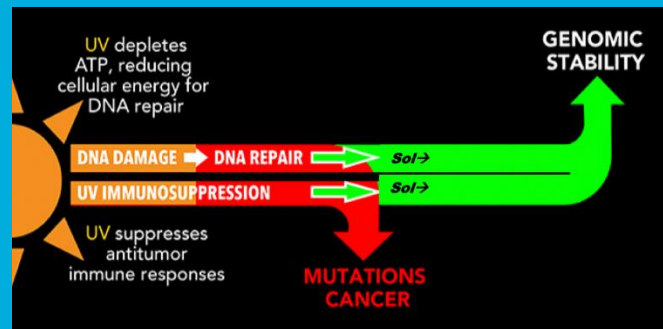 UV depletes
ATP, reducing
cellular energy for
DNA repair
GENOMIC
STABILITY
DNA DAMAGE ➡ DNA REPAIR
Sol→
UV IMMUNOSUPPRESSION
Sol→
UV suppresses
antitumor
immune responses
MUTATIONS
CANCER